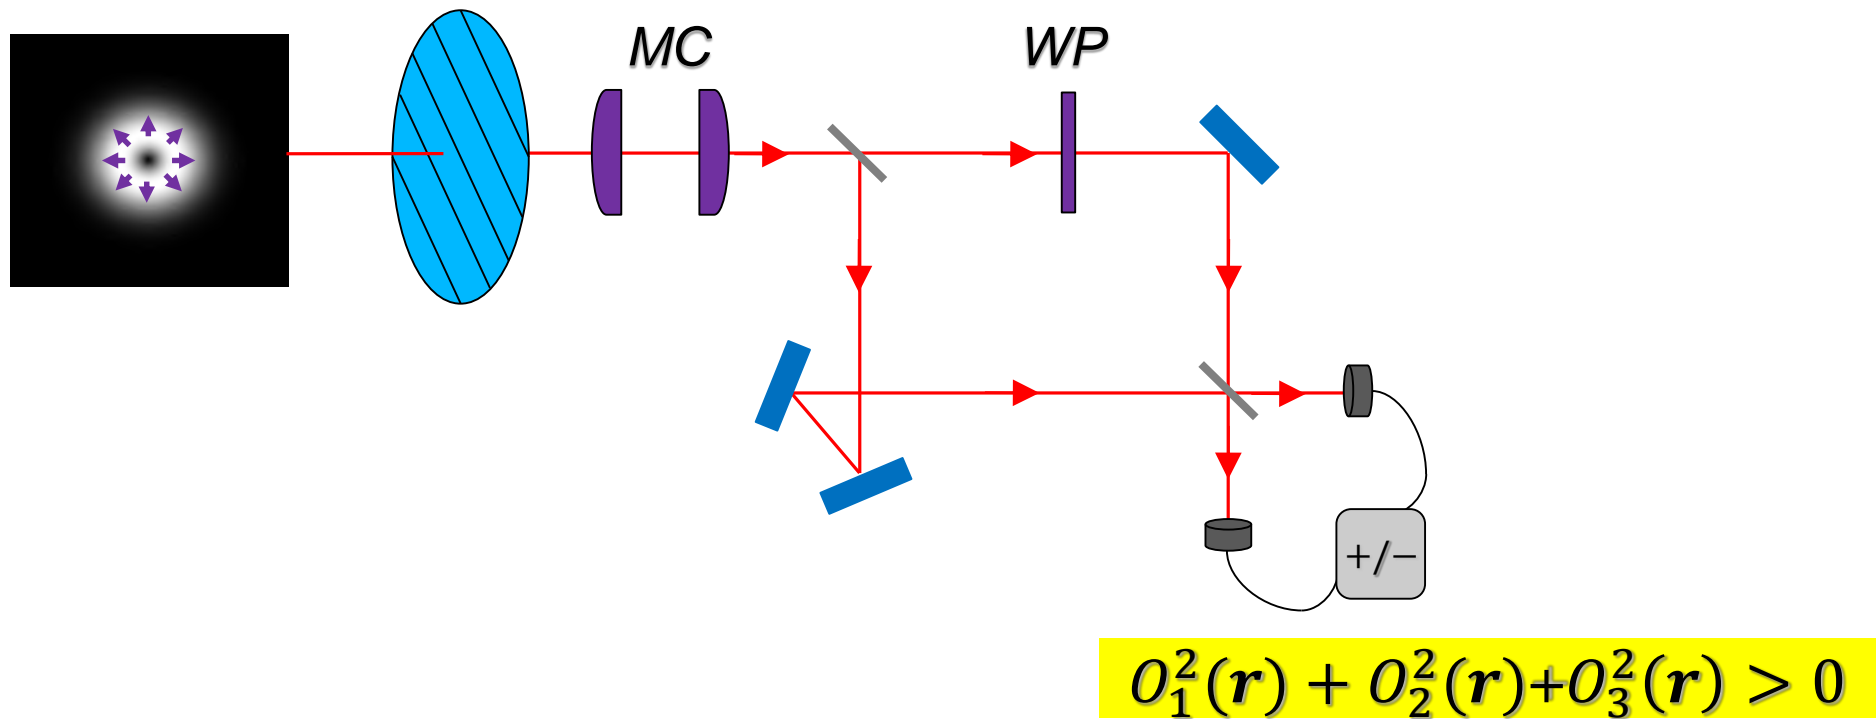 MC
WP
+/−
O₁²(r) + O₂²(r)+O₃²(r) > 0